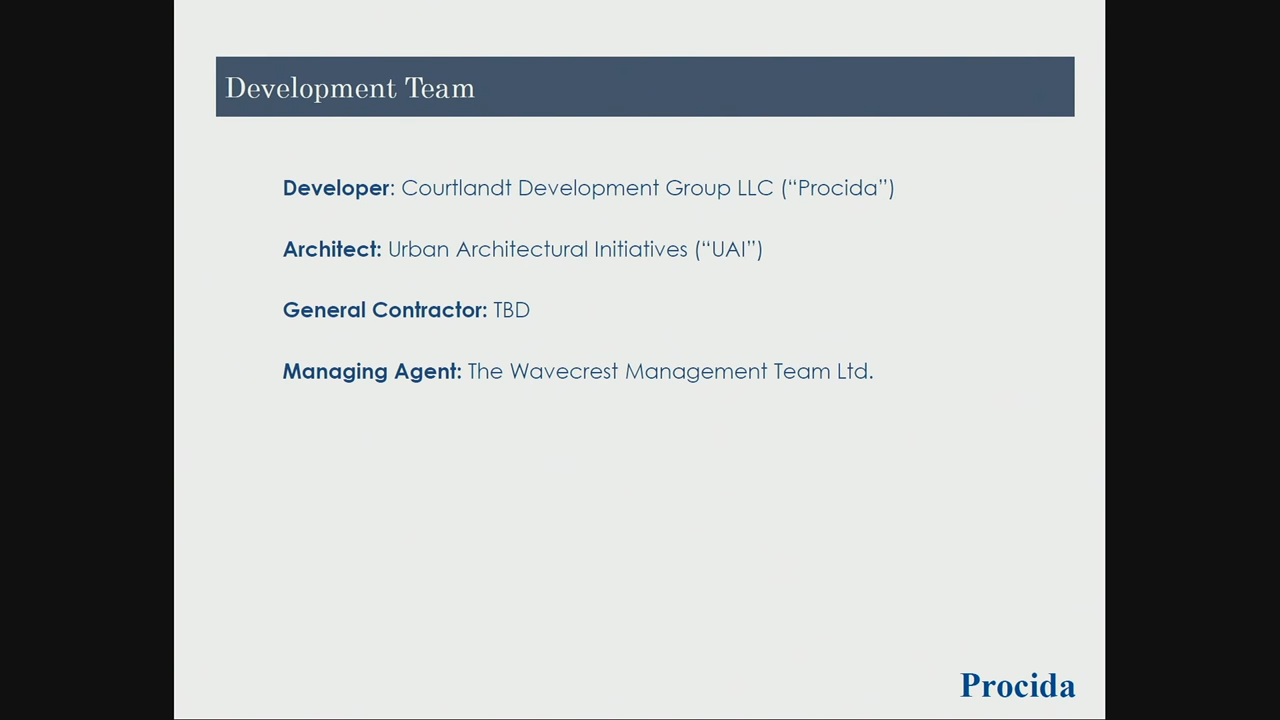 Development Team
Developer: Courtlandt Development Group LLC (“Procida”)
Architect: Urban Architectural Initiatives (“UAI”)
General Contractor: TBD
Managing Agent: The Wavecrest Management Team Ltd.
Procida